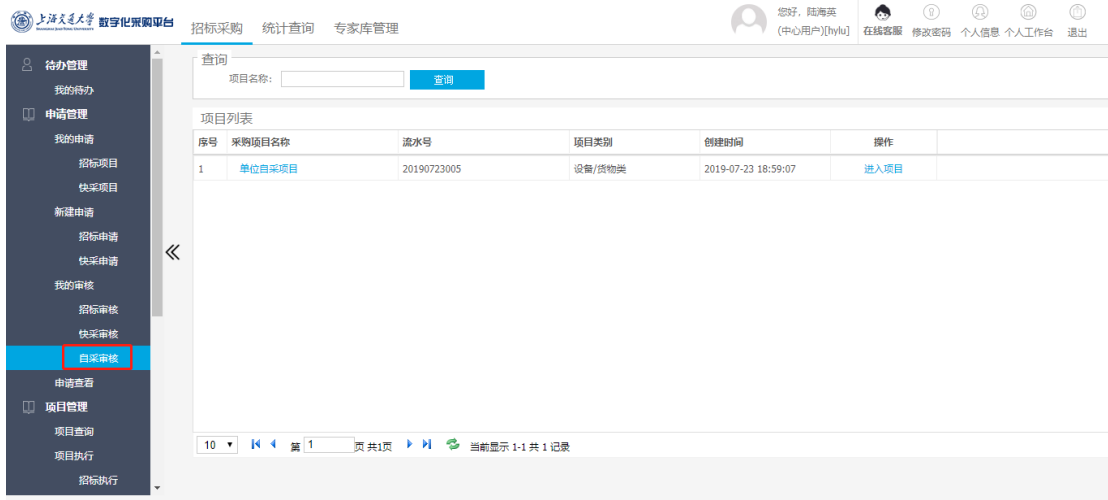 上海交通大学 数字化采购平台
招标采购 统计查询 专家库管理
您好, 陆海英
(中心用户)[hylu]
在线客服 修改密码 个人信息 个人工作台 退出
待办管理
我的待办
申请管理
我的申请
招标项目
快采项目
新建申请
招标申请
快采申请
我的审核
招标审核
快采审核
自采审核
申请查看
项目管理
项目查询
项目执行
招标执行
查询
项目名称: 查询
项目列表
序号 采购项目名称 流水号 项目类别 创建时间 操作
1 单位自采项目 20190723005 设备/货物类 2019-07-23 18:59:07 进入项目
10 第 1 页 共1页 当前显示 1-1 共 1 记录